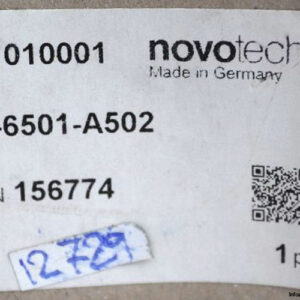 010001
novotech
Made in Germany
-6501-A502
N 156774
12729
1 p